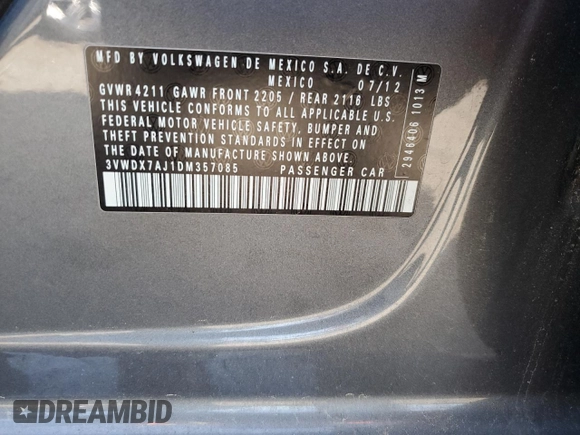 MFD BY VOLKSWAGEN DE MEXICO S.A. DE C.V.
MEXICO 07/12
GVWR 4211 GAWR FRONT 2205 / REAR 2116 LBS
THIS VEHICLE CONFORMS TO ALL APPLICABLE U.S.
FEDERAL MOTOR VEHICLE SAFETY, BUMPER AND
THEFT PREVENTION STANDARDS IN EFFECT ON
THE DATE OF MANUFACTURE SHOWN ABOVE.
3VWDX7AJ1DM357085 PASSENGER CAR
2946406 1013 M
DREAMBID